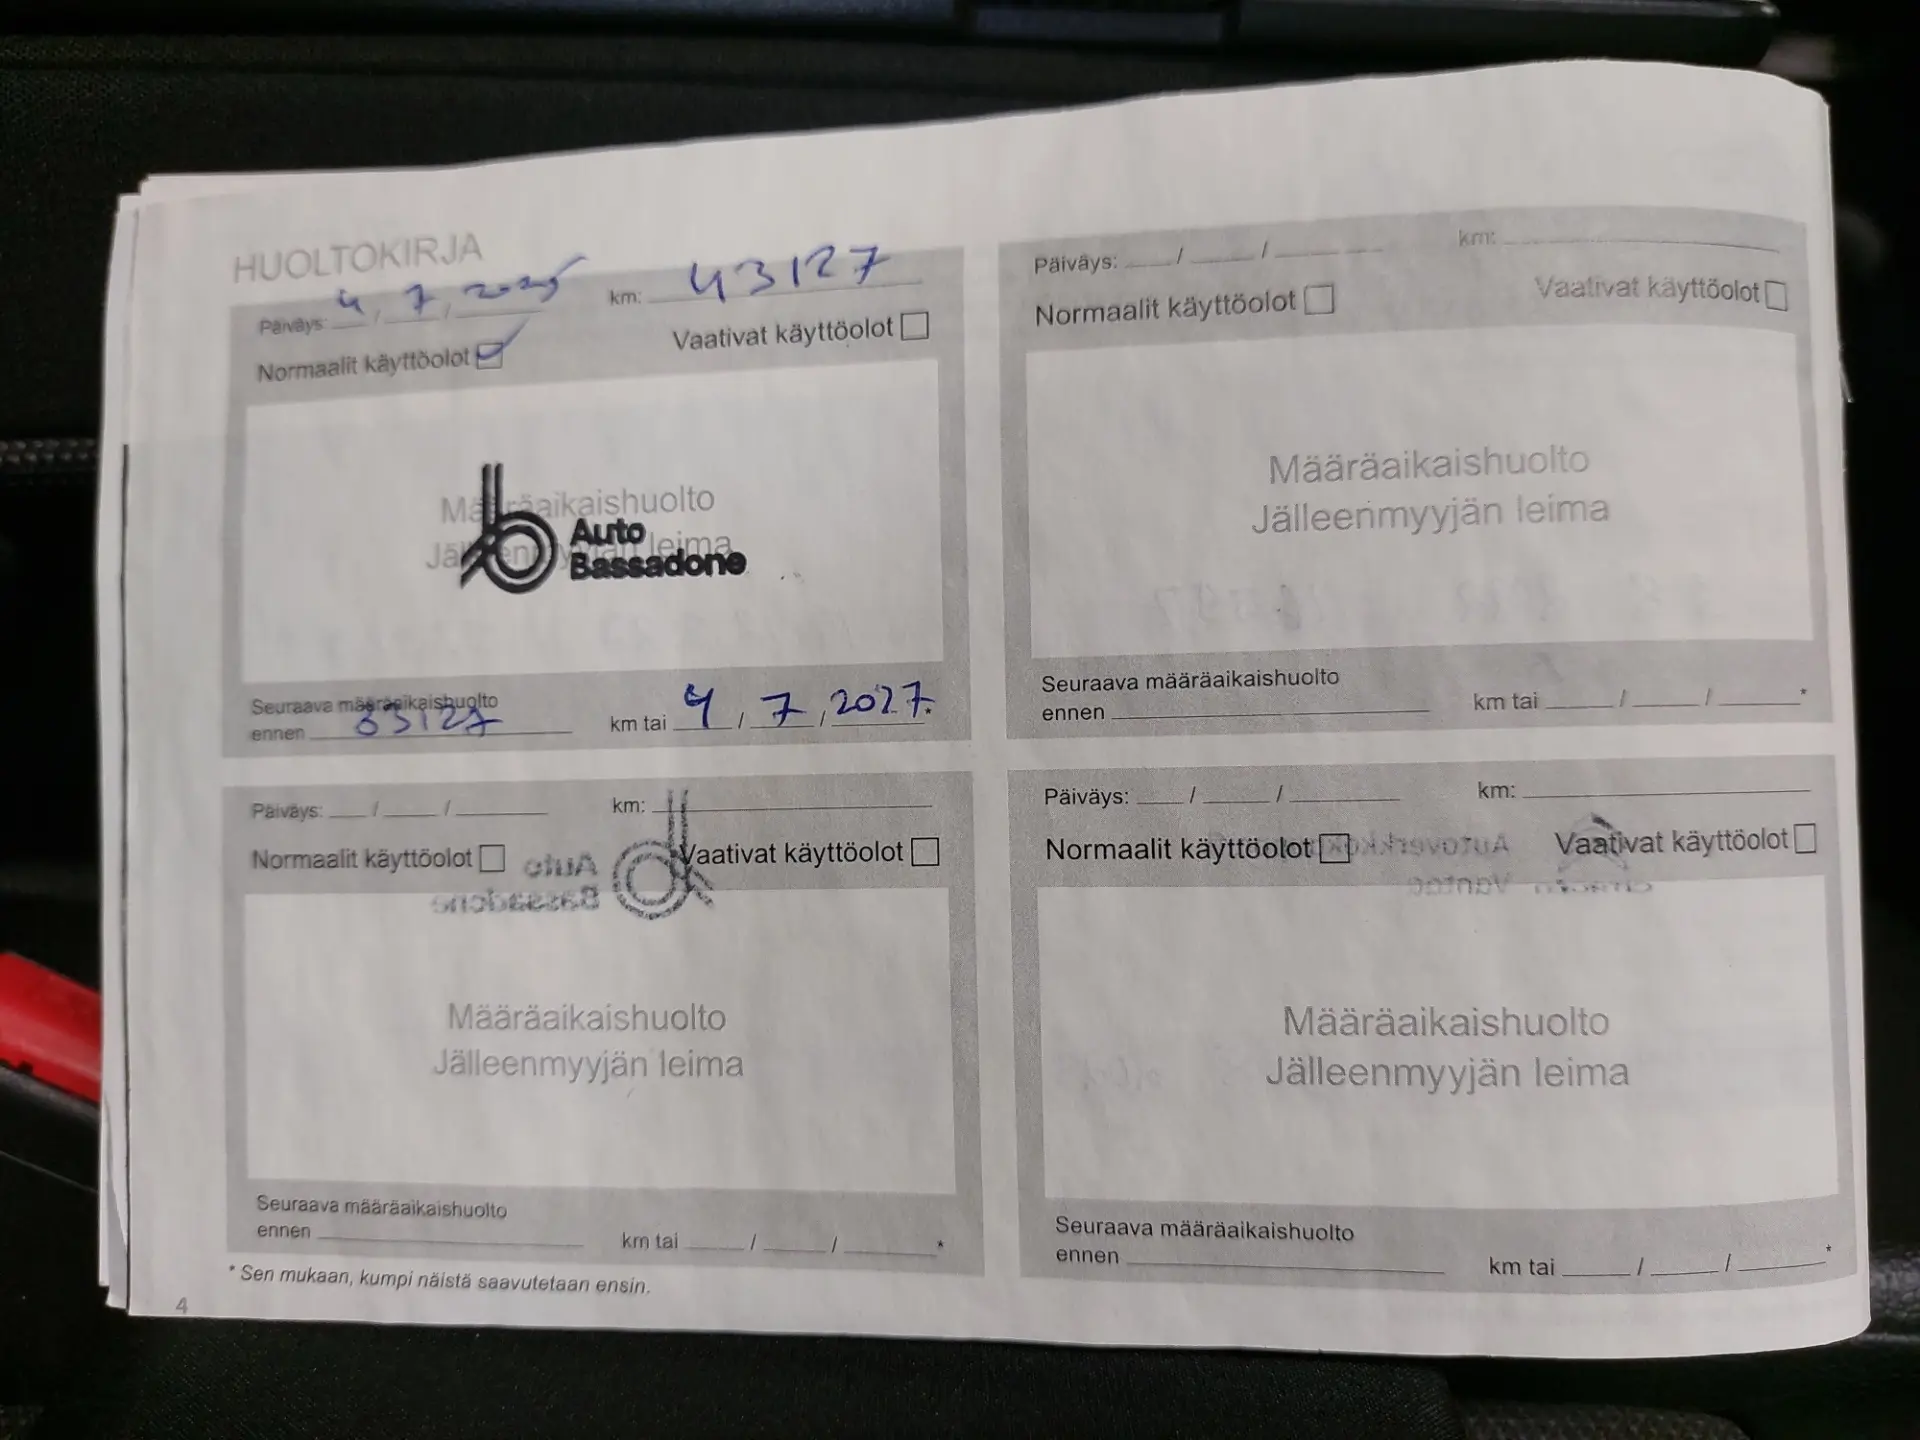 HUOLTOKIRJA
Päiväys: 4 / 7 / 2025 km: 43127
Normaalit käyttöolot Vaativat käyttöolot
Määräaikaishuolto
Jälleenmyyjän leima
Auto
Bassadone
Seuraava määräaikaishuolto
ennen 83127 km tai 4 / 7 / 2027 *
Päiväys: / / km:
Normaalit käyttöolot Vaativat käyttöolot
Määräaikaishuolto
Jälleenmyyjän leima
Seuraava määräaikaishuolto
ennen km tai / / *
Päiväys: / / km:
Normaalit käyttöolot Vaativat käyttöolot
Auto
Bassadone
Määräaikaishuolto
Jälleenmyyjän leima
Seuraava määräaikaishuolto
ennen km tai / / *
Päiväys: / / km:
Normaalit käyttöolot Vaativat käyttöolot
Määräaikaishuolto
Jälleenmyyjän leima
Seuraava määräaikaishuolto
ennen km tai / / *
* Sen mukaan, kumpi näistä saavutetaan ensin.
4